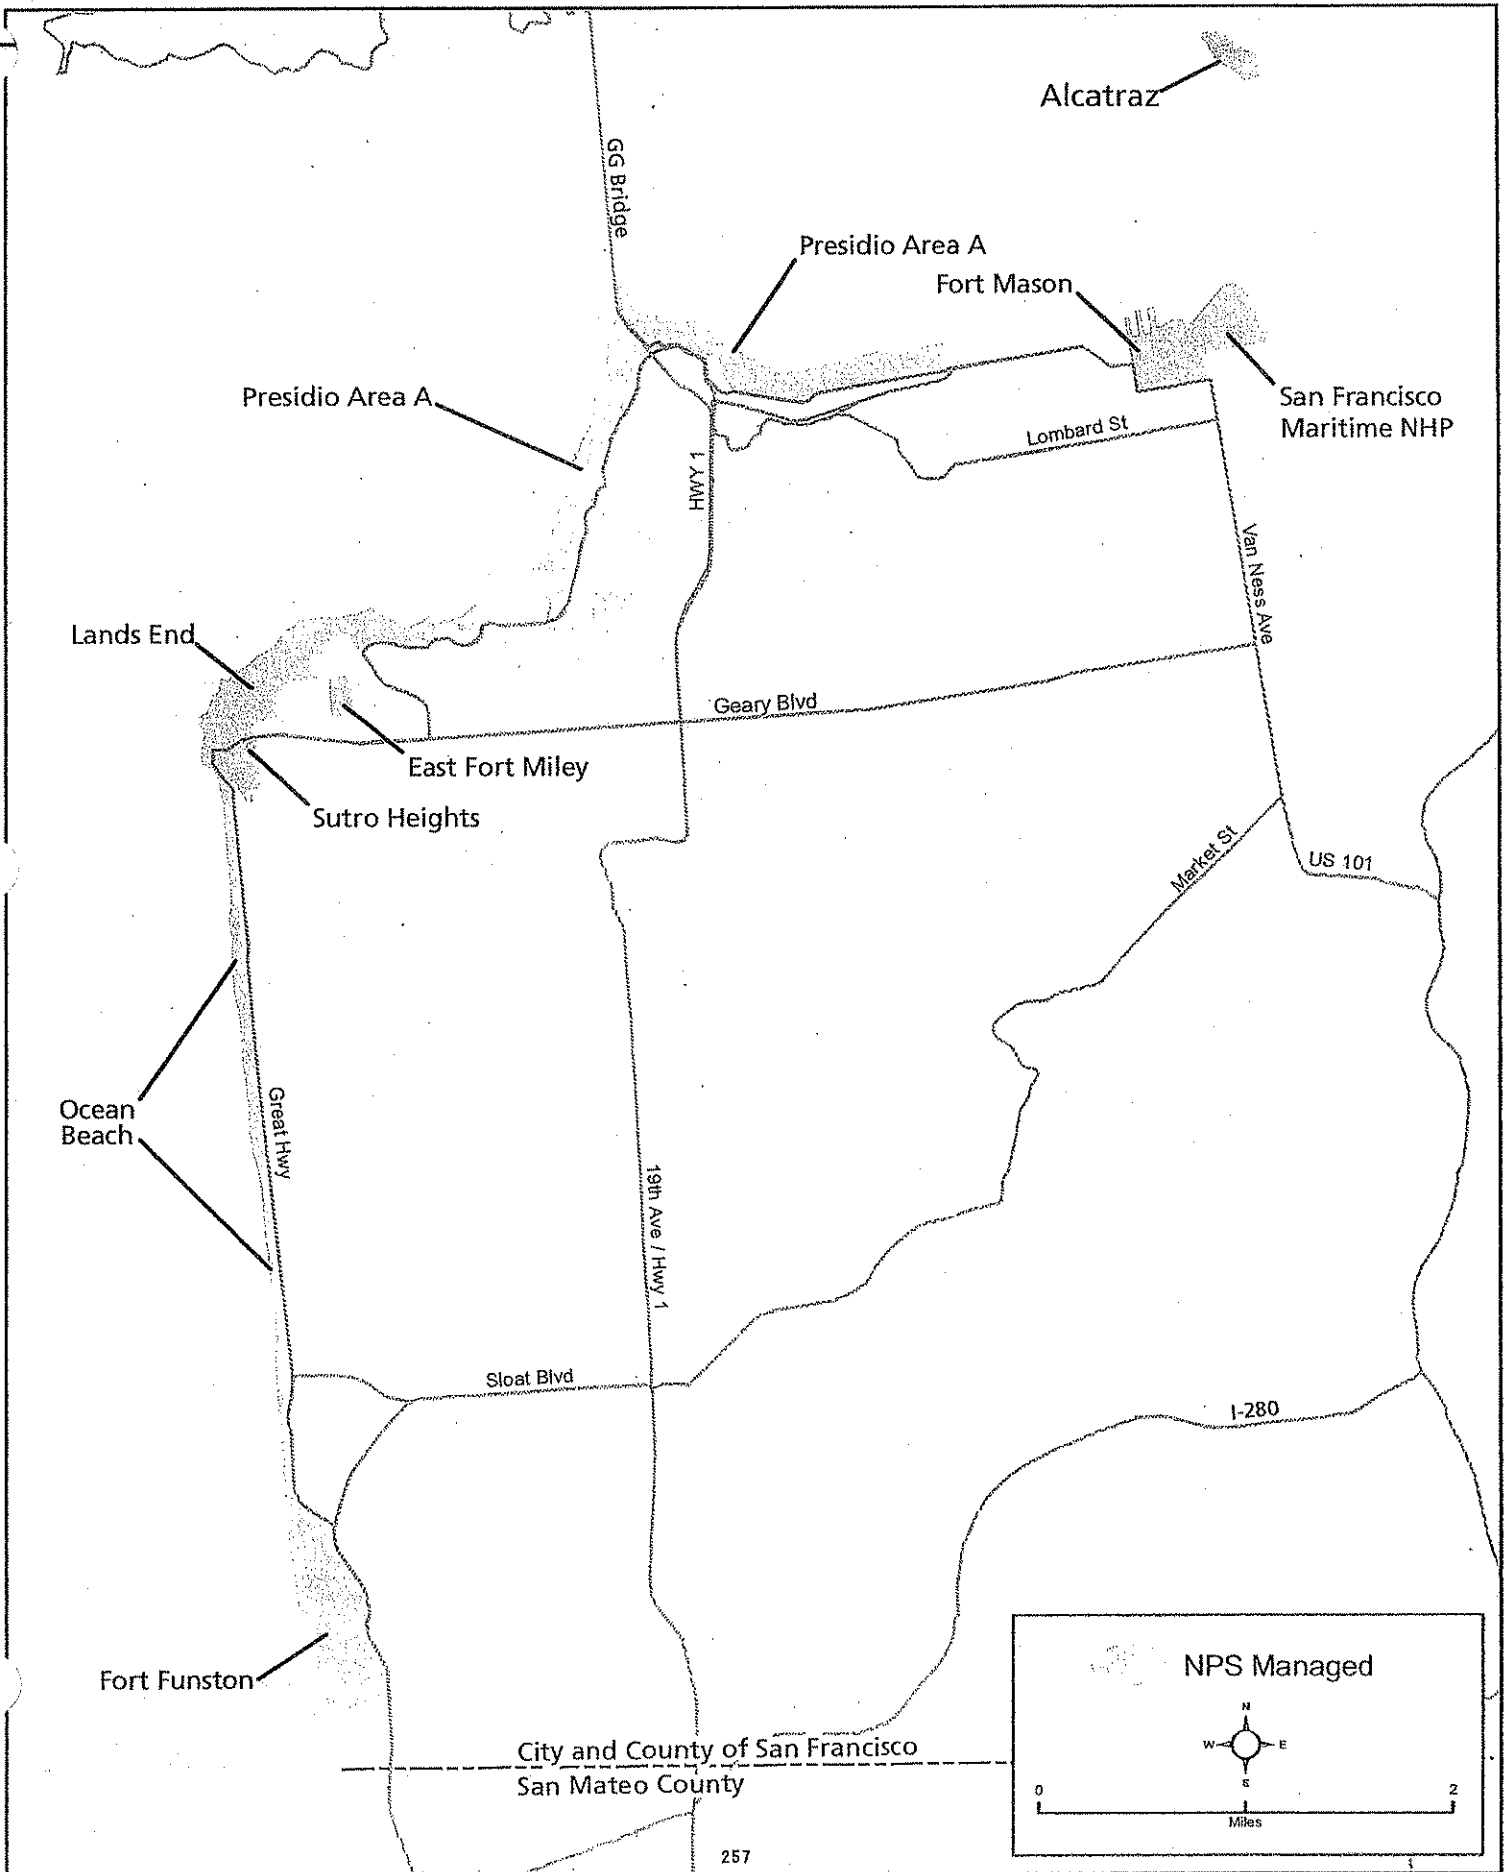 Alcatraz
GG Bridge
Presidio Area A
Fort Mason
Presidio Area A
San Francisco
Maritime NHP
Lombard St
HWY 1
Van Ness Ave
Lands End
Geary Blvd
East Fort Miley
Sutro Heights
Market St
US 101
Ocean
Beach
Great Hwy
19th Ave / Hwy 1
Sloat Blvd
I-280
Fort Funston
NPS Managed
N
W
E
S
0
2
Miles
City and County of San Francisco
San Mateo County
257